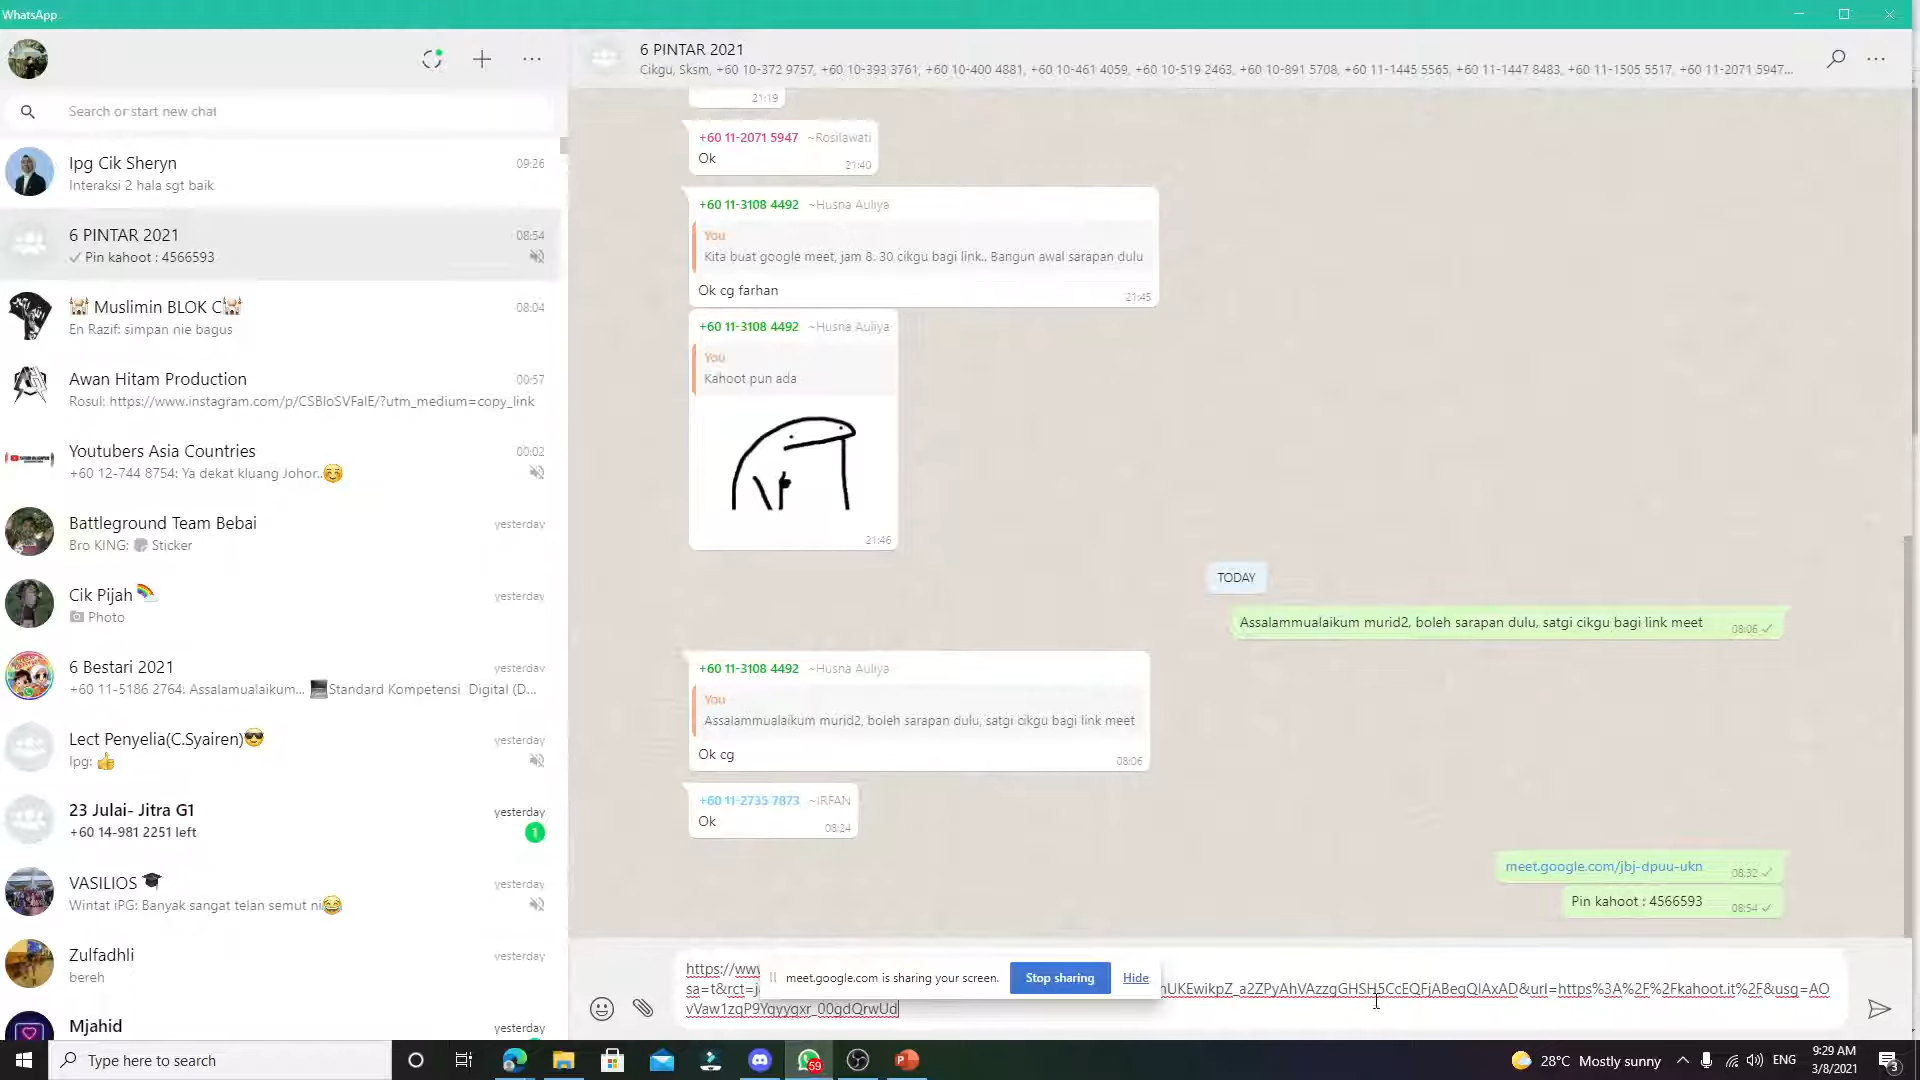 WhatsApp
Search or start new chat
Ipg Cik Sheryn
09:26
Interaksi 2 hala sgt baik
6 PINTAR 2021
08:54
Pin kahoot : 4566593
Muslimin BLOK C
08:04
En Razif: simpan nie bagus
Awan Hitam Production
00:57
Rosul: https://www.instagram.com/p/CSBIoSVFalE/?utm_medium=copy_link
Youtubers Asia Countries
00:02
+60 12-744 8754: Ya dekat kluang Johor..
Battleground Team Bebai
yesterday
Bro KING: Sticker
Cik Pijah
yesterday
Photo
6 Bestari 2021
yesterday
+60 11-5186 2764: Assalamualaikum... Standard Kompetensi Digital (D...
Lect Penyelia(C.Syairen)
yesterday
Ipg:
23 Julai- Jitra G1
yesterday
+60 14-981 2251 left
1
VASILIOS
yesterday
Wintat iPG: Banyak sangat telan semut ni
Zulfadhli
yesterday
bereh
Mjahid
yesterday
6 PINTAR 2021
Cikgu, Sksm, +60 10-372 9757, +60 10-393 3761, +60 10-400 4881, +60 10-461 4059, +60 10-519 2463, +60 10-891 5708, +60 11-1445 5565, +60 11-1447 8483, +60 11-1505 5517, +60 11-2071 5947...
21:19
+60 11-2071 5947 ~Rosilawati
Ok
21:40
+60 11-3108 4492 ~Husna Auliya
You
Kita buat google meet, jam 8. 30 cikgu bagi link.. Bangun awal sarapan dulu
Ok cg farhan
21:45
+60 11-3108 4492 ~Husna Auliya
You
Kahoot pun ada
21:46
TODAY
Assalammualaikum murid2, boleh sarapan dulu, satgi cikgu bagi link meet
08:06
+60 11-3108 4492 ~Husna Auliya
You
Assalammualaikum murid2, boleh sarapan dulu, satgi cikgu bagi link meet
Ok cg
08:06
+60 11-2735 7873 ~IRFAN
Ok
08:24
meet.google.com/jbj-dpuu-ukn
08:32
Pin kahoot : 4566593
08:54
meet.google.com is sharing your screen.
Stop sharing
Hide
Type here to search
59
28°C Mostly sunny
ENG
9:29 AM
3/8/2021
3